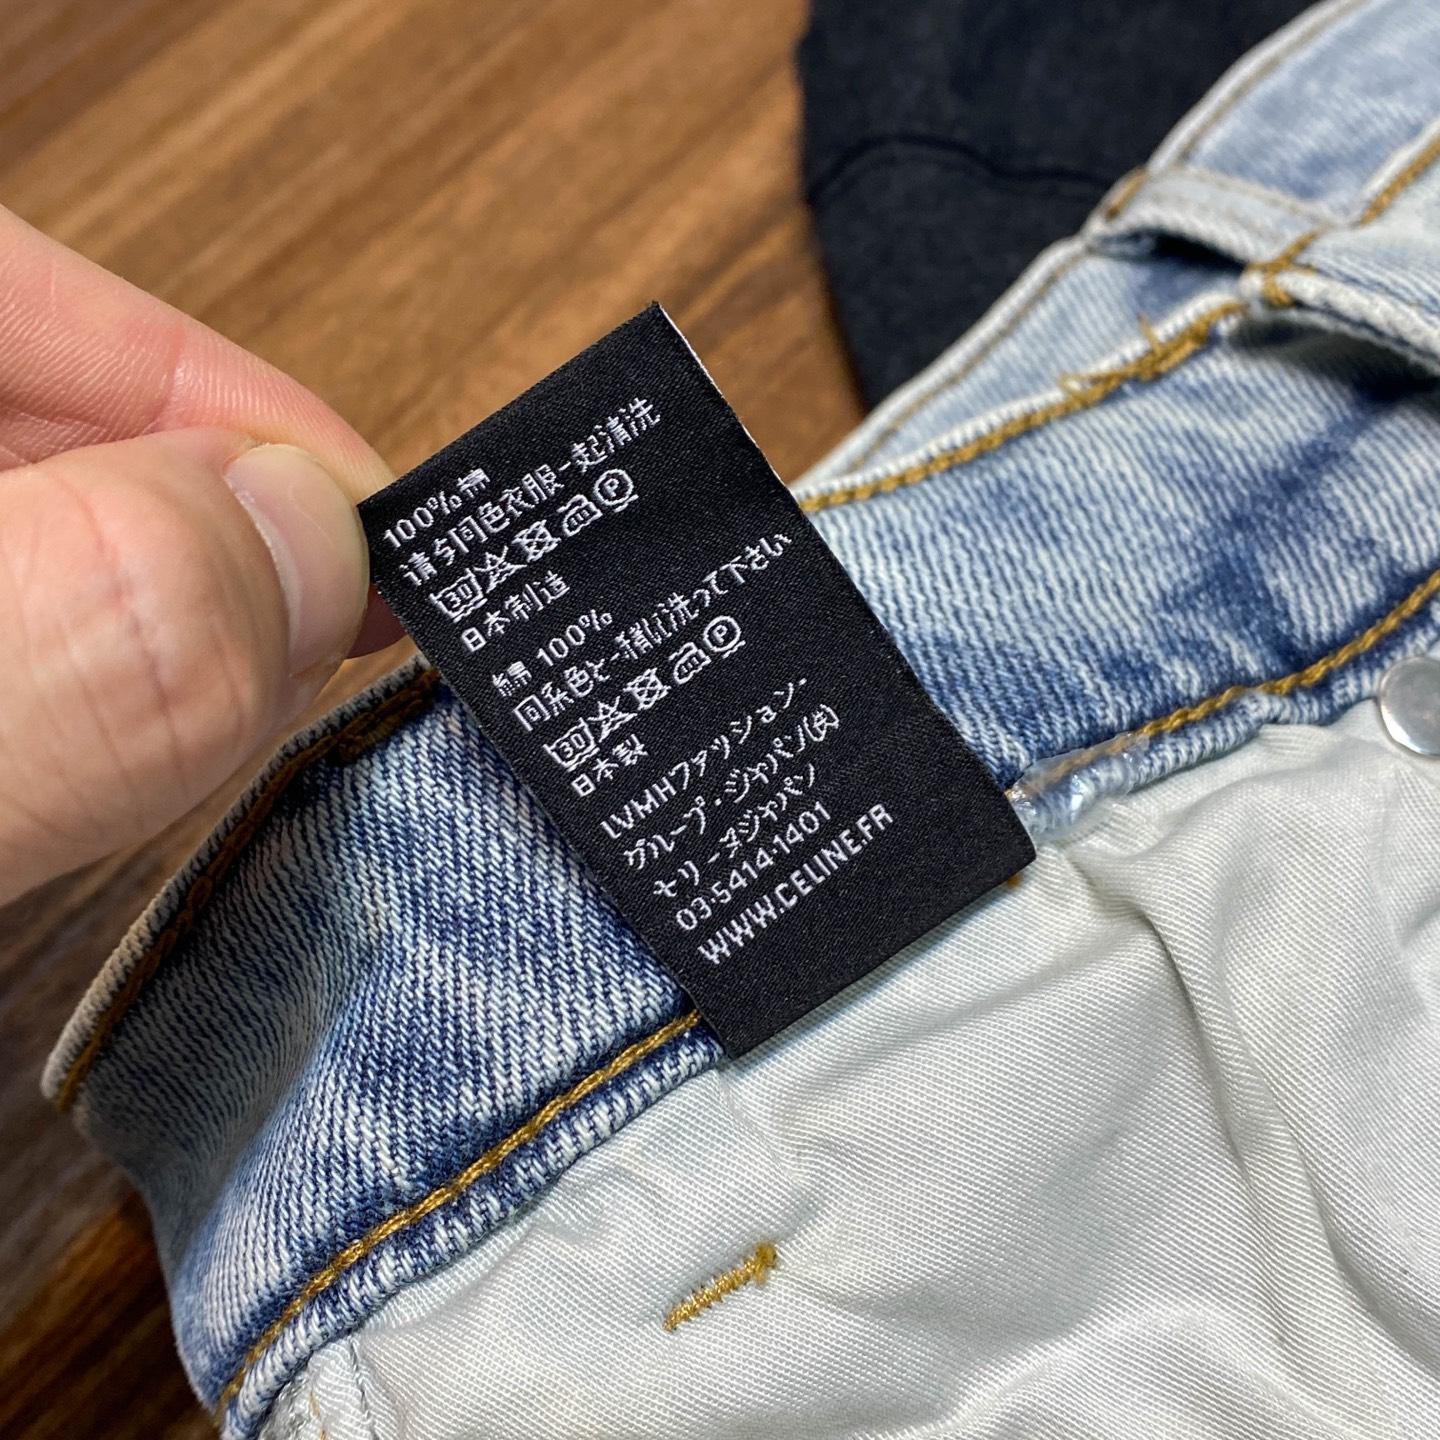 100%棉
请与同色衣服一起清洗
30 P
日本制造
綿 100%
同系色と一緒に洗って下さい
30 P
日本製
LVMHファッション・
グループ・ジャパン(株)
セリーヌジャパン
03-5414-1401
WWW.CELINE.FR